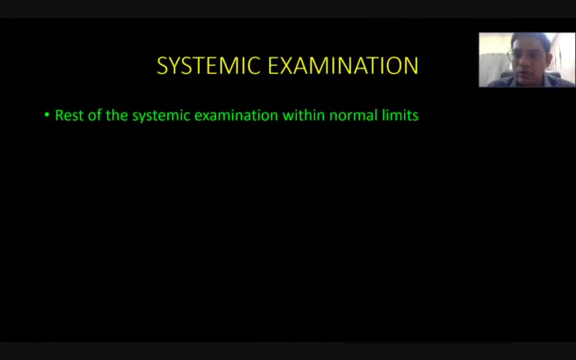 SYSTEMIC EXAMINATION
• Rest of the systemic examination within normal limits